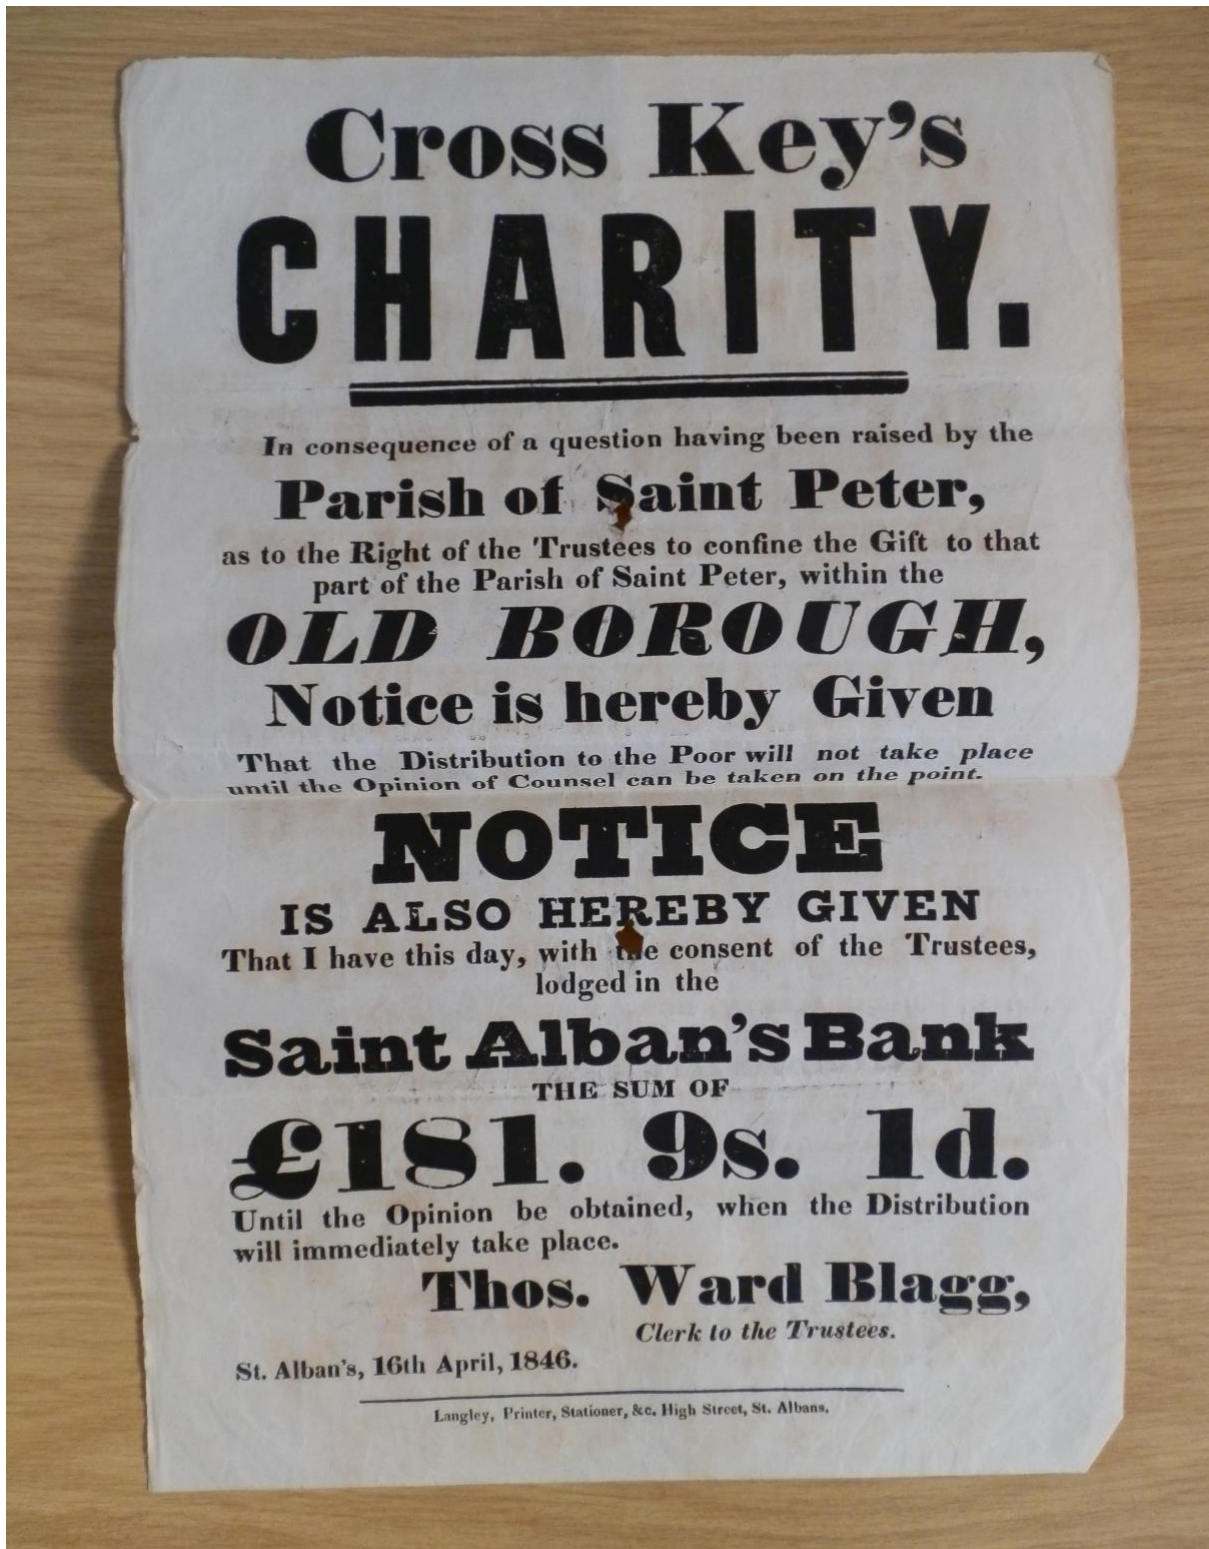 Cross Key's
CHARITY.
In consequence of a question having been raised by the
Parish of Saint Peter,
as to the Right of the Trustees to confine the Gift to that
part of the Parish of Saint Peter, within the
OLD BOROUGH,
Notice is hereby Given
That the Distribution to the Poor will not take place
until the Opinion of Counsel can be taken on the point.
NOTICE
IS ALSO HEREBY GIVEN
That I have this day, with the consent of the Trustees,
lodged in the
Saint Alban's Bank
THE SUM OF
£181. 9s. 1d.
Until the Opinion be obtained, when the Distribution
will immediately take place.
Thos. Ward Blagg,
Clerk to the Trustees.
St. Alban's, 16th April, 1846.
Langley, Printer, Stationer, &c. High Street, St. Albans.